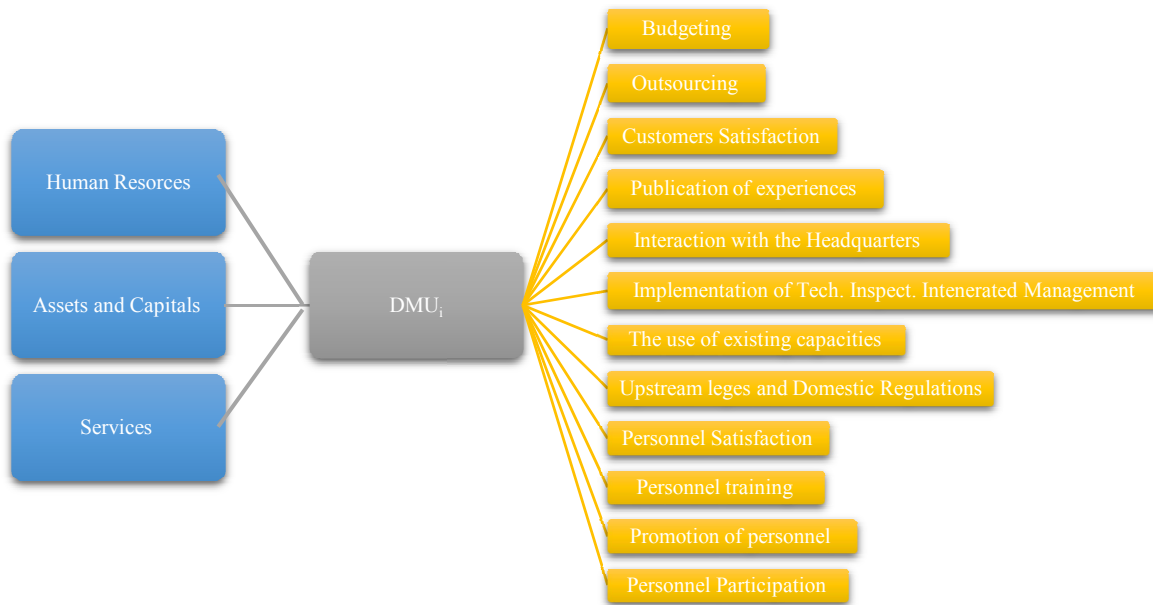 Human Resorces
Assets and Capitals
Services
DMUi
Budgeting
Outsourcing
Customers Satisfaction
Publication of experiences
Interaction with the Headquarters
Implementation of Tech. Inspect. Intenerated Management
The use of existing capacities
Upstream leges and Domestic Regulations
Personnel Satisfaction
Personnel training
Promotion of personnel
Personnel Participation